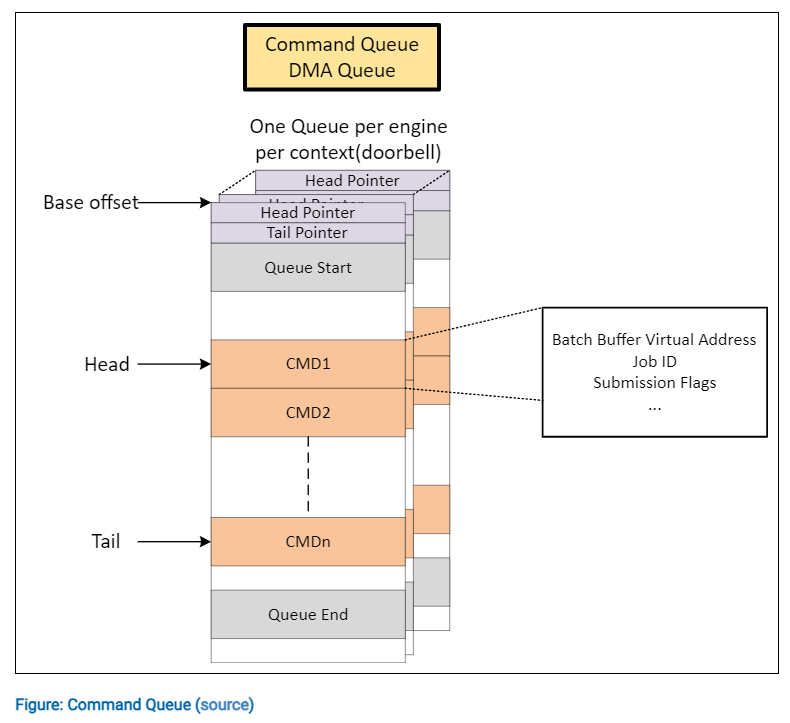 Command Queue
DMA Queue
One Queue per engine
per context(doorbell)
Head Pointer
Base offset
Head Pointer
Head Pointer
Tail Pointer
Queue Start
Head
CMD1
CMD2
Batch Buffer Virtual Address
Job ID
Submission Flags
...
Tail
CMDn
Queue End
Figure: Command Queue (source)